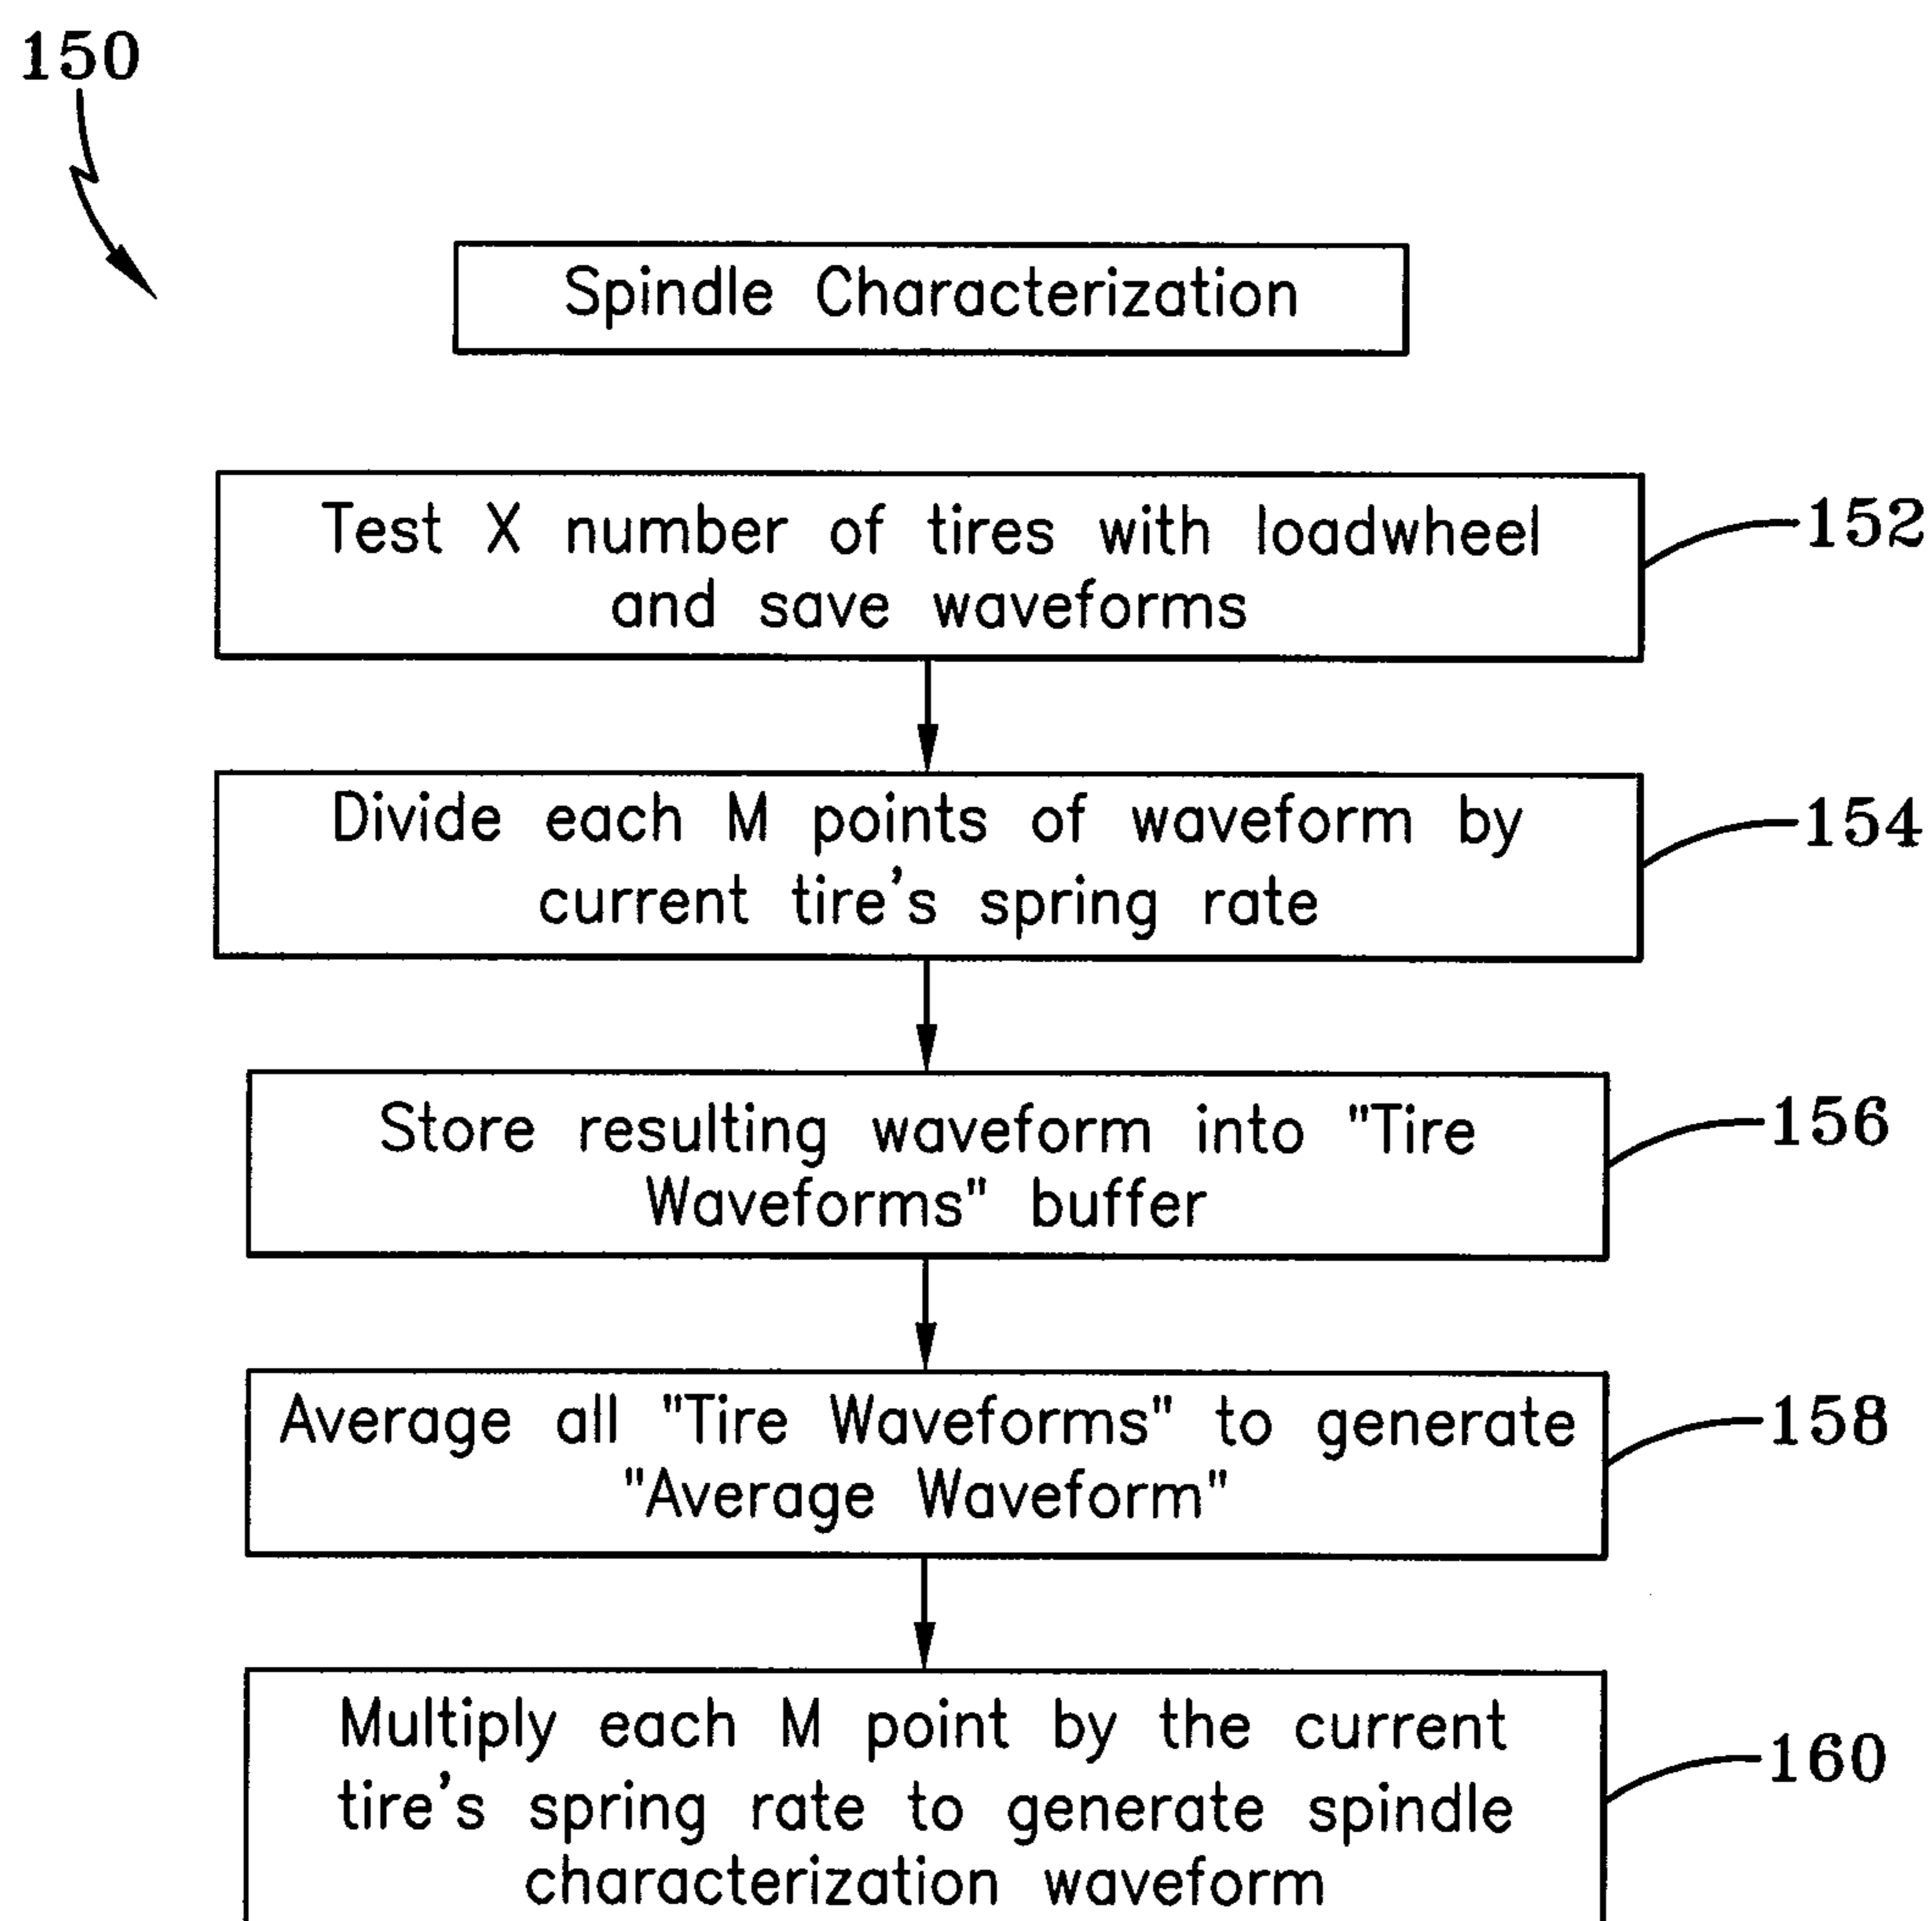 150
Spindle Characterization
Test X number of tires with loadwheel
and save waveforms
152
Divide each M points of waveform by
current tire's spring rate
154
Store resulting waveform into "Tire
Waveforms" buffer
156
Average all "Tire Waveforms" to generate
"Average Waveform"
158
Multiply each M point by the current
tire's spring rate to generate spindle
characterization waveform
160